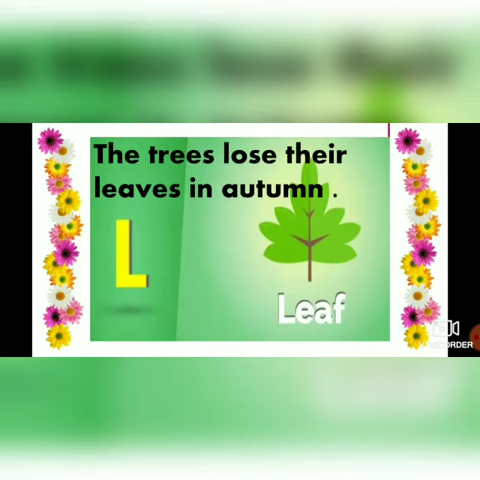 The trees lose their
leaves in autumn .
L
Leaf